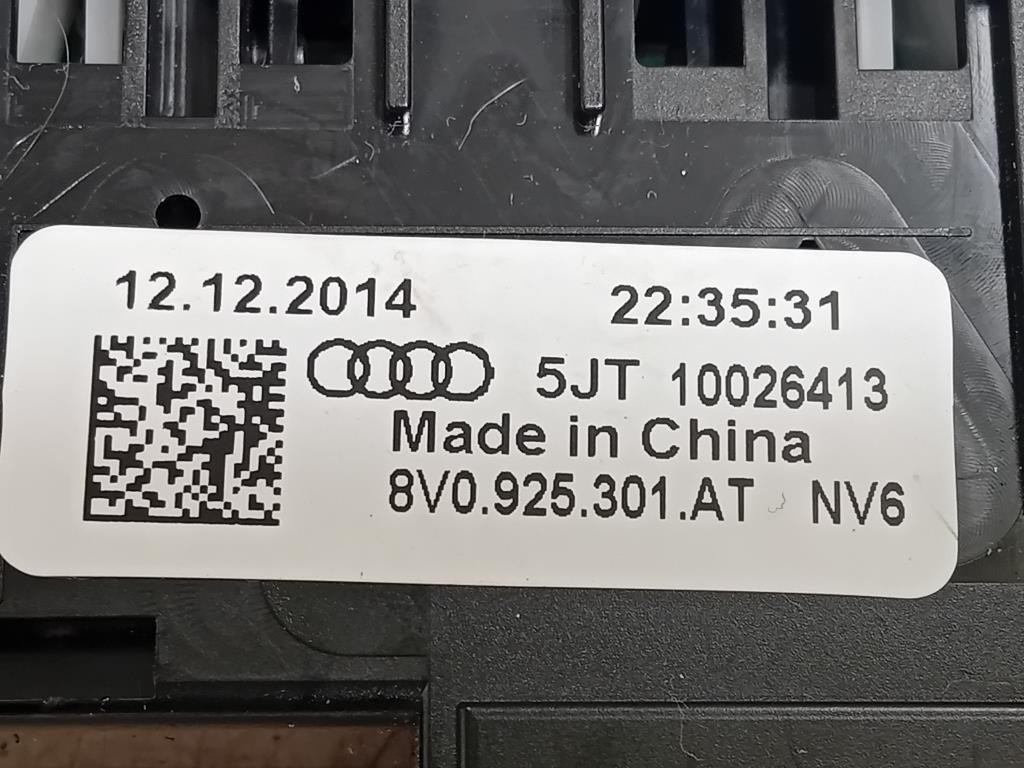 12.12.2014 22:35:31
5JT 10026413
Made in China
8V0.925.301.AT NV6